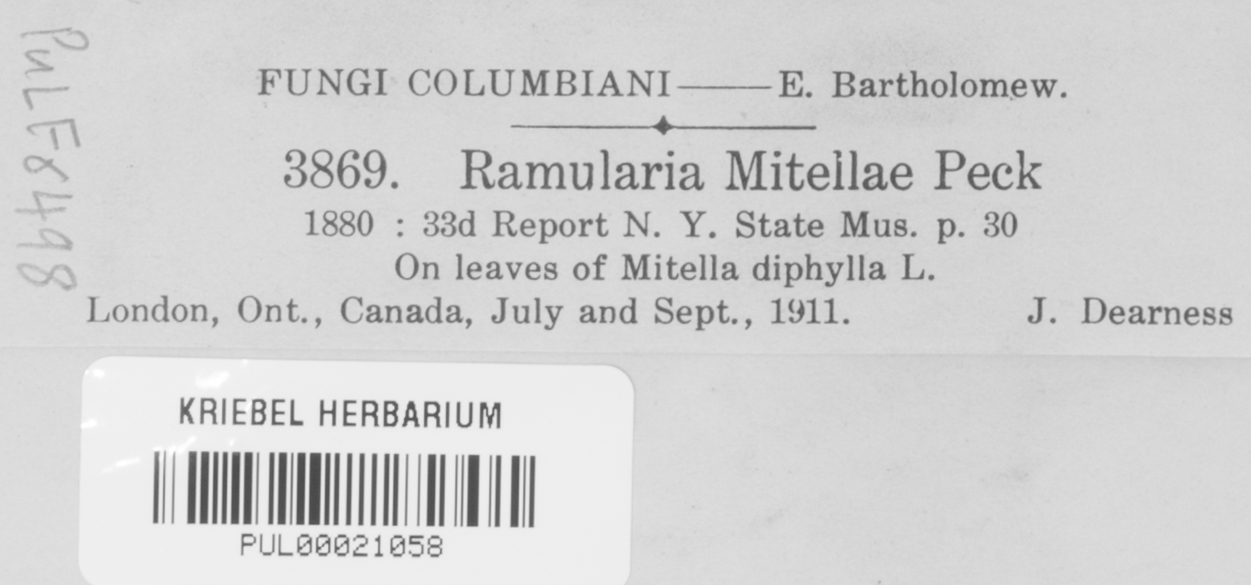 PULF8498
FUNGI COLUMBIANI——E. Bartholomew.
3869. Ramularia Mitellae Peck
1880 : 33d Report N. Y. State Mus. p. 30
On leaves of Mitella diphylla L.
London, Ont., Canada, July and Sept., 1911. J. Dearness
KRIEBEL HERBARIUM
PUL00021058